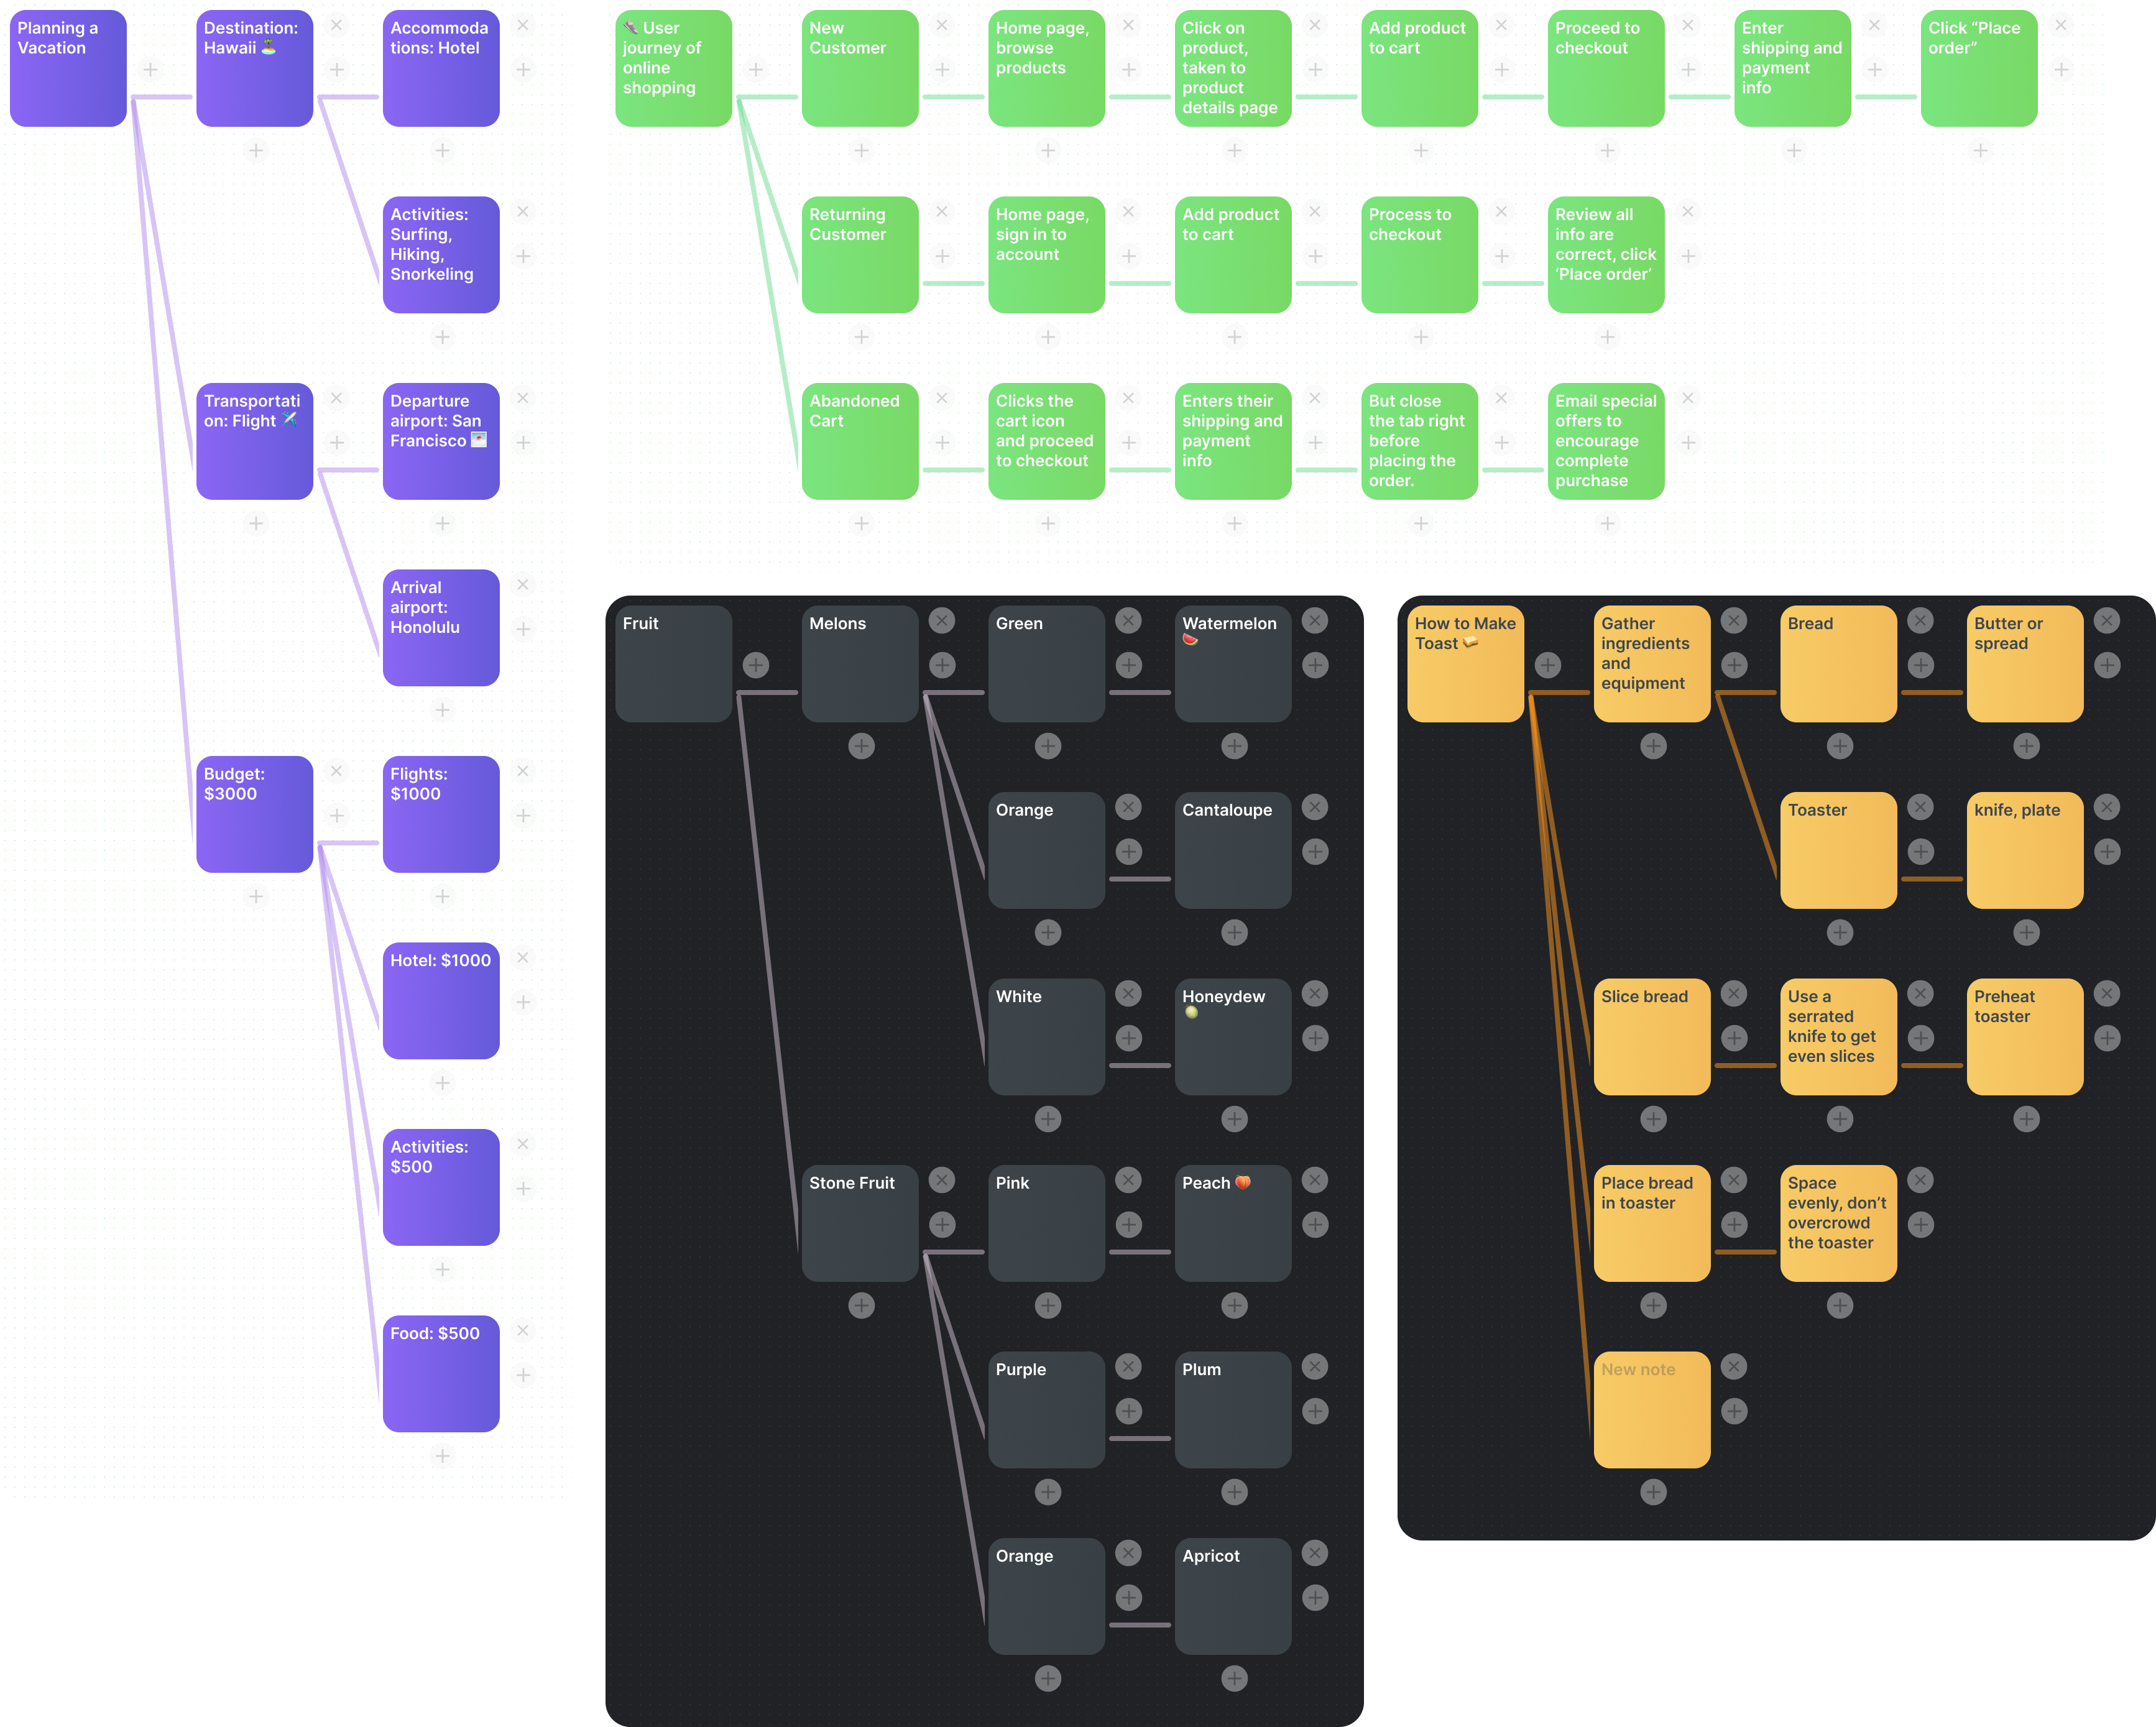 Planning a
Vacation
Destination:
Hawaii 🏝️
Accommoda
tions: Hotel
Activities:
Surfing,
Hiking,
Snorkeling
Transportati
on: Flight ✈️
Departure
airport: San
Francisco 🌁
Arrival
airport:
Honolulu
Budget:
$3000
Flights:
$1000
Hotel: $1000
Activities:
$500
Food: $500
👟 User
journey of
online
shopping
New
Customer
Home page,
browse
products
Click on
product,
taken to
product
details page
Add product
to cart
Proceed to
checkout
Enter
shipping and
payment
info
Click “Place
order”
Returning
Customer
Home page,
sign in to
account
Add product
to cart
Process to
checkout
Review all
info are
correct, click
‘Place order’
Abandoned
Cart
Clicks the
cart icon
and proceed
to checkout
Enters their
shipping and
payment
info
But close
the tab right
before
placing the
order.
Email special
offers to
encourage
complete
purchase
Fruit
Melons
Green
Watermelon
🍉
Orange
Cantaloupe
White
Honeydew
🍈
Stone Fruit
Pink
Peach 🍑
Purple
Plum
Orange
Apricot
How to Make
Toast 🍞
Gather
ingredients
and
equipment
Bread
Butter or
spread
Toaster
knife, plate
Slice bread
Use a
serrated
knife to get
even slices
Preheat
toaster
Place bread
in toaster
Space
evenly, don’t
overcrowd
the toaster
New note